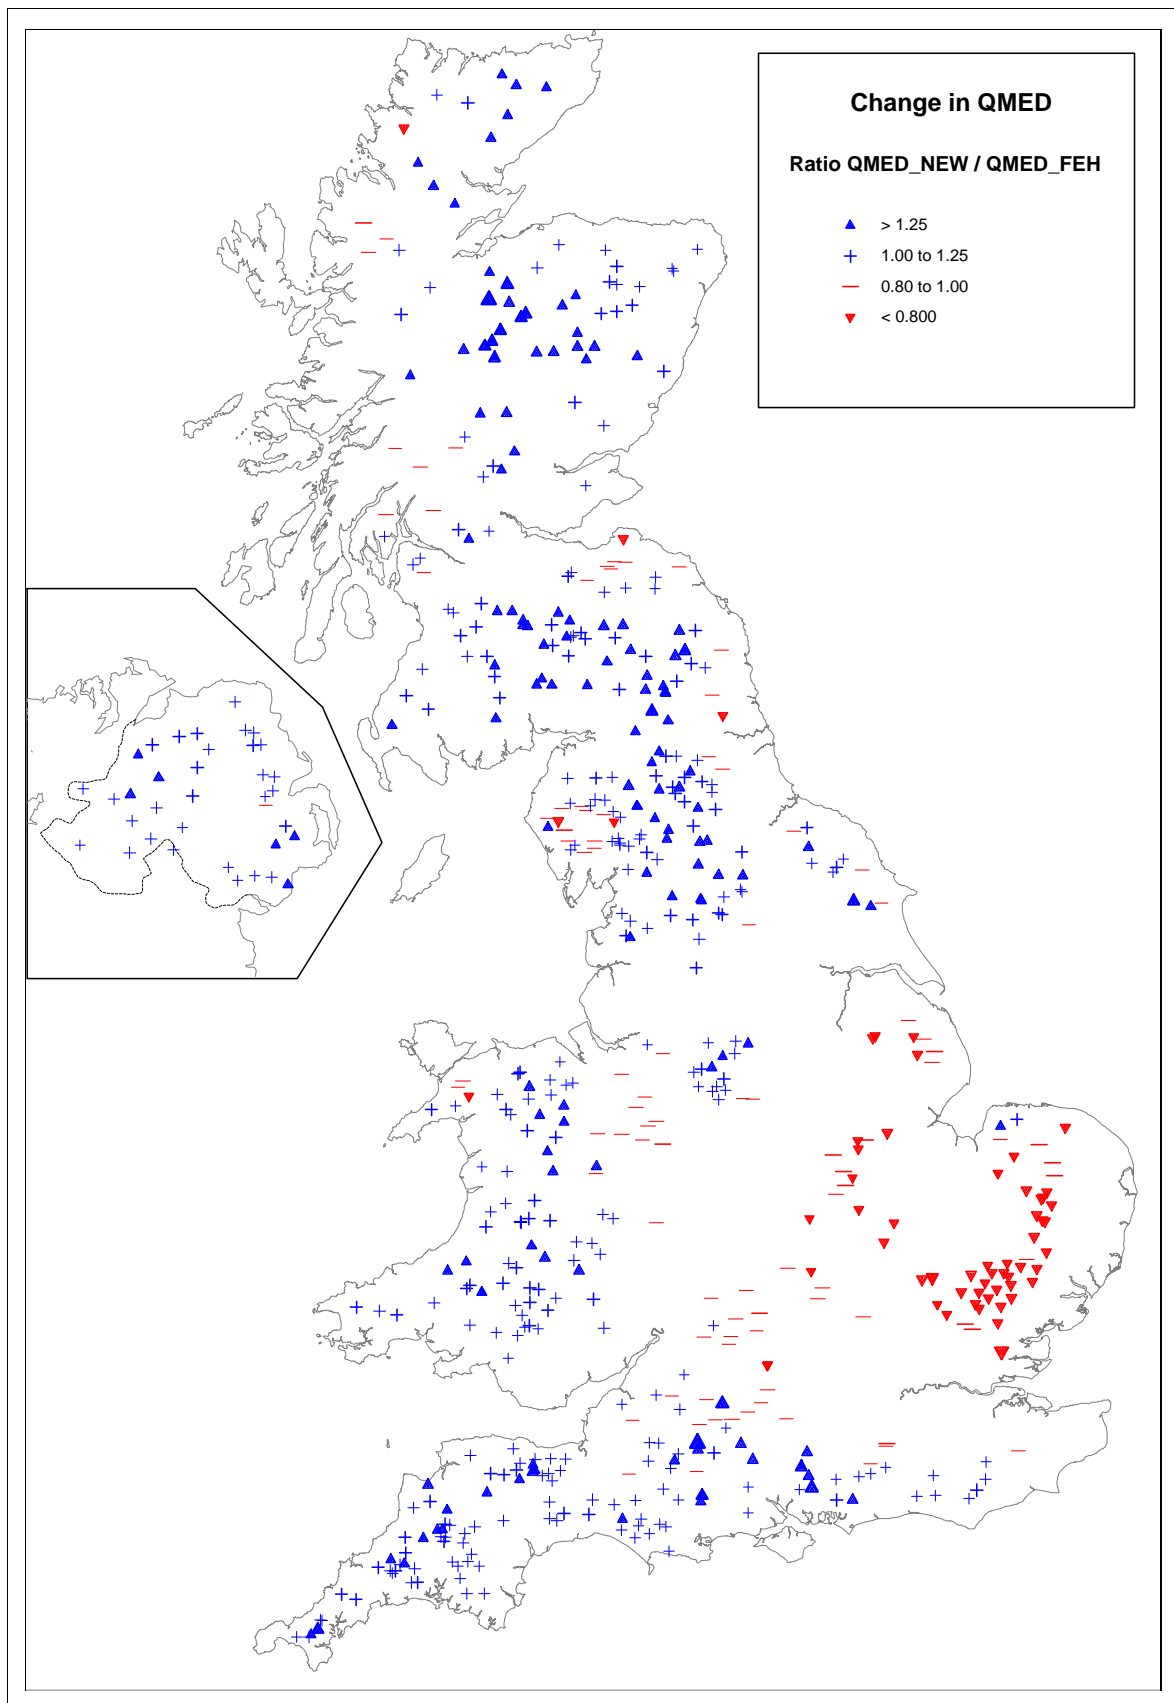 Change in QMED
Ratio QMED_NEW / QMED_FEH
> 1.25
1.00 to 1.25
0.80 to 1.00
< 0.800